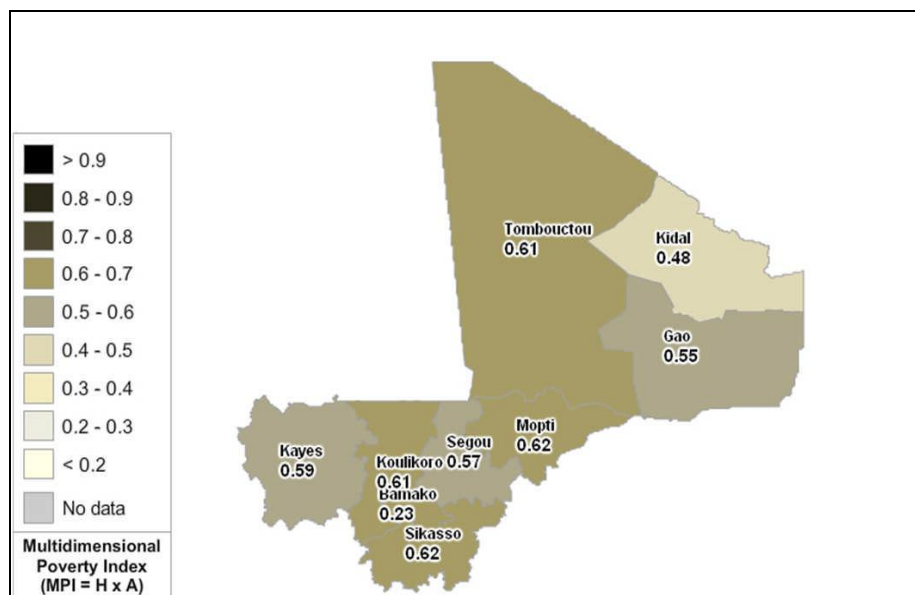 > 0.9
0.8 - 0.9
0.7 - 0.8
0.6 - 0.7
0.5 - 0.6
0.4 - 0.5
0.3 - 0.4
0.2 - 0.3
< 0.2
No data
Multidimensional
Poverty Index
(MPI = H x A)
Tombouctou
0.61
Kidal
0.48
Gao
0.55
Mopti
0.62
Segou
0.57
Kayes
0.59
Koulikoro
0.61
Bamako
0.23
Sikasso
0.62